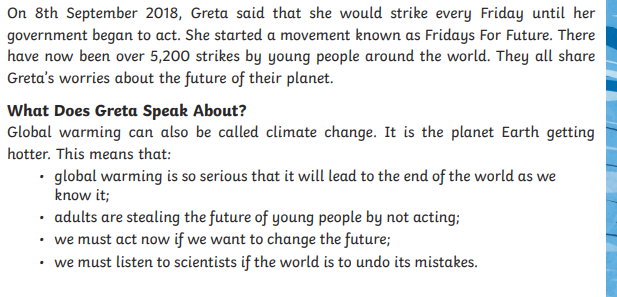 On 8th September 2018, Greta said that she would strike every Friday until her
government began to act. She started a movement known as Fridays For Future. There
have now been over 5,200 strikes by young people around the world. They all share
Greta's worries about the future of their planet.
What Does Greta Speak About?
Global warming can also be called climate change. It is the planet Earth getting
hotter. This means that:
• global warming is so serious that it will lead to the end of the world as we
know it;
• adults are stealing the future of young people by not acting;
• we must act now if we want to change the future;
• we must listen to scientists if the world is to undo its mistakes.